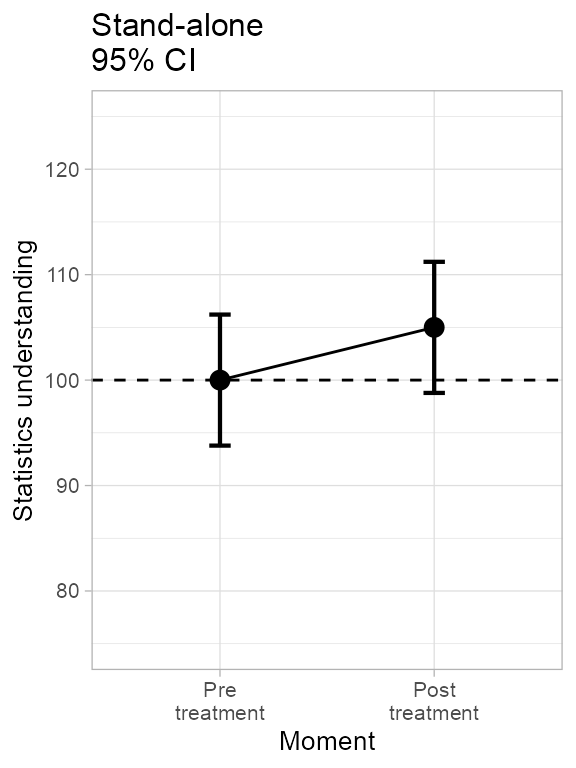 Stand-alone
95% CI
Statistics understanding
120
110
100
90
80
Pre
treatment
Post
treatment
Moment